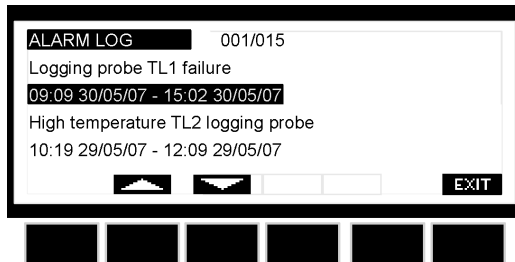 ALARM LOG 001/015
Logging probe TL1 failure
09:09 30/05/07 - 15:02 30/05/07
High temperature TL2 logging probe
10:19 29/05/07 - 12:09 29/05/07
EXIT